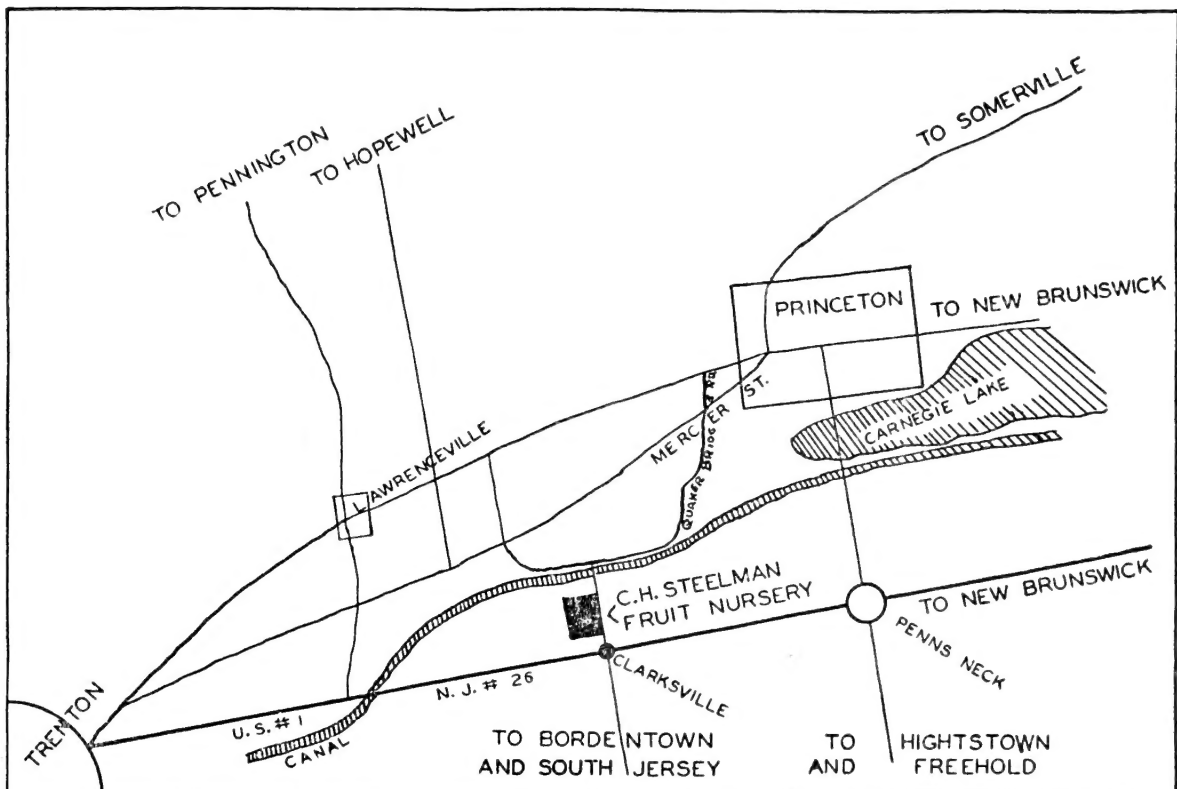 TO SOMERVILLE
TO PENNINGTON
TO HOPEWELL
PRINCETON
TO NEW BRUNSWICK
CARNEGIE LAKE
MERCER ST.
QUAKER BRIDGE RD.
LAWRENCEVILLE
C.H. STEELMAN
FRUIT NURSERY
TO NEW BRUNSWICK
PENNS NECK
CLARKSVILLE
N.J. # 26
U.S. # 1
TRENTON
CANAL
TO BORDENTOWN
AND SOUTH JERSEY
TO HIGHTSTOWN
AND FREEHOLD